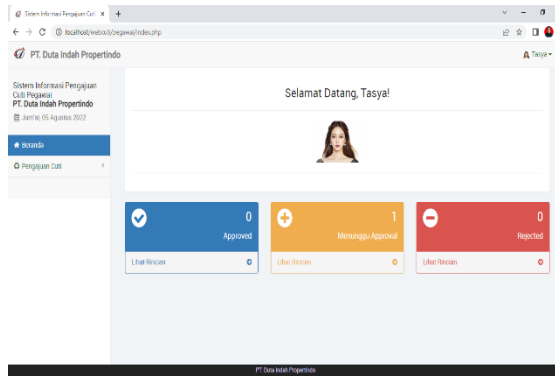 Sistem Informasi Pengajuan Cuti
localhost/webcuti/pegawai/index.php
PT. Duta Indah Propertindo
Tasya
Sistem Informasi Pengajuan
Cuti Pegawai
PT. Duta Indah Propertindo
Jum'at, 05 Agustus 2022
Beranda
Pengajuan Cuti
Selamat Datang, Tasya!
0
Approved
Lihat Rincian
1
Menunggu Approval
Lihat Rincian
0
Rejected
Lihat Rincian
PT. Duta Indah Propertindo